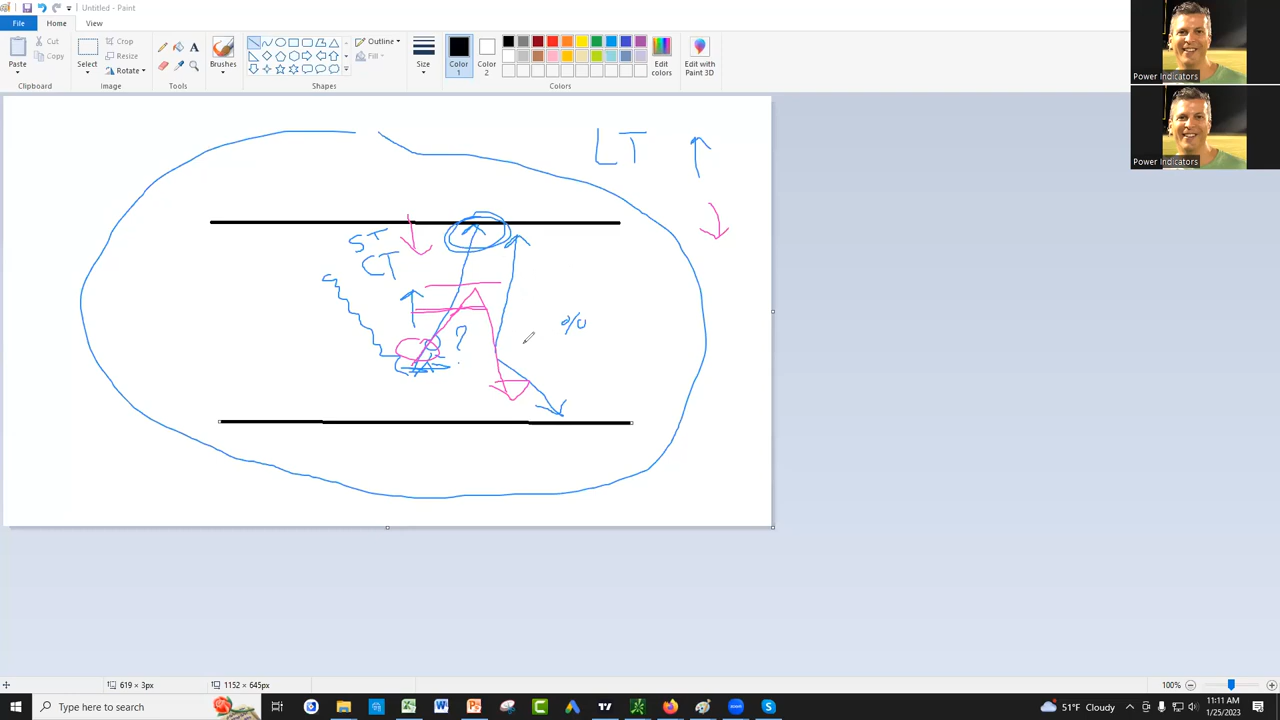 Untitled - Paint
File
Home
View
Paste
Cut
Copy
Clipboard
Select
Crop
Resize
Rotate
Image
A
Tools
Brushes
Outline
Fill
Shapes
Size
Color 1
Color 2
Edit colors
Edit with Paint 3D
Colors
Power Indicators
Power Indicators
LT
ST
CT
?
%
619 × 3px
1152 × 645px
100%
Type here to search
51°F Cloudy
11:11 AM
1/25/2023